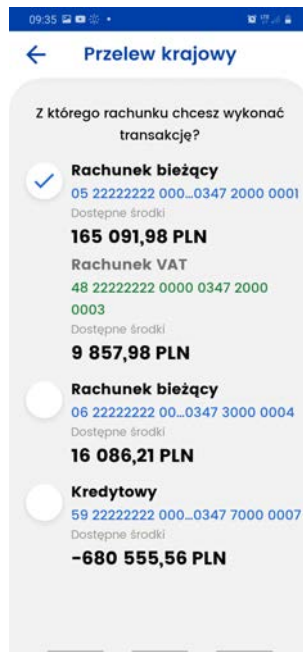 09:35
Przelew krajowy
Z którego rachunku chcesz wykonać
transakcję?
Rachunek bieżący
05 22222222 000...0347 2000 0001
Dostępne środki
165 091,98 PLN
Rachunek VAT
48 22222222 0000 0347 2000
0003
Dostępne środki
9 857,98 PLN
Rachunek bieżący
06 22222222 00...0347 3000 0004
Dostępne środki
16 086,21 PLN
Kredytowy
59 22222222 000...0347 7000 0007
Dostępne środki
-680 555,56 PLN